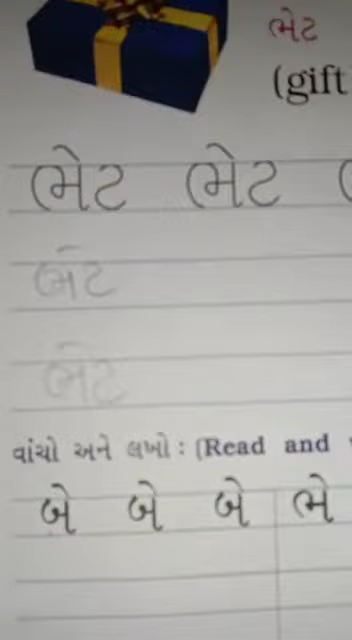 ભેટ
(gift
ભેટ ભેટ
ભેટ
ભેટ
વાંચો અને લખો : (Read and
બે બે બે ભે